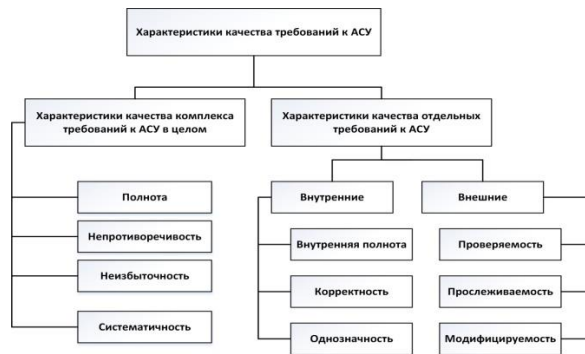 Характеристики качества требований к АСУ
Характеристики качества комплекса
требований к АСУ в целом
Характеристики качества отдельных
требований к АСУ
Полнота
Непротиворечивость
Неизбыточность
Систематичность
Внутренние
Внешние
Внутренняя полнота
Проверяемость
Корректность
Прослеживаемость
Однозначность
Модифицируемость